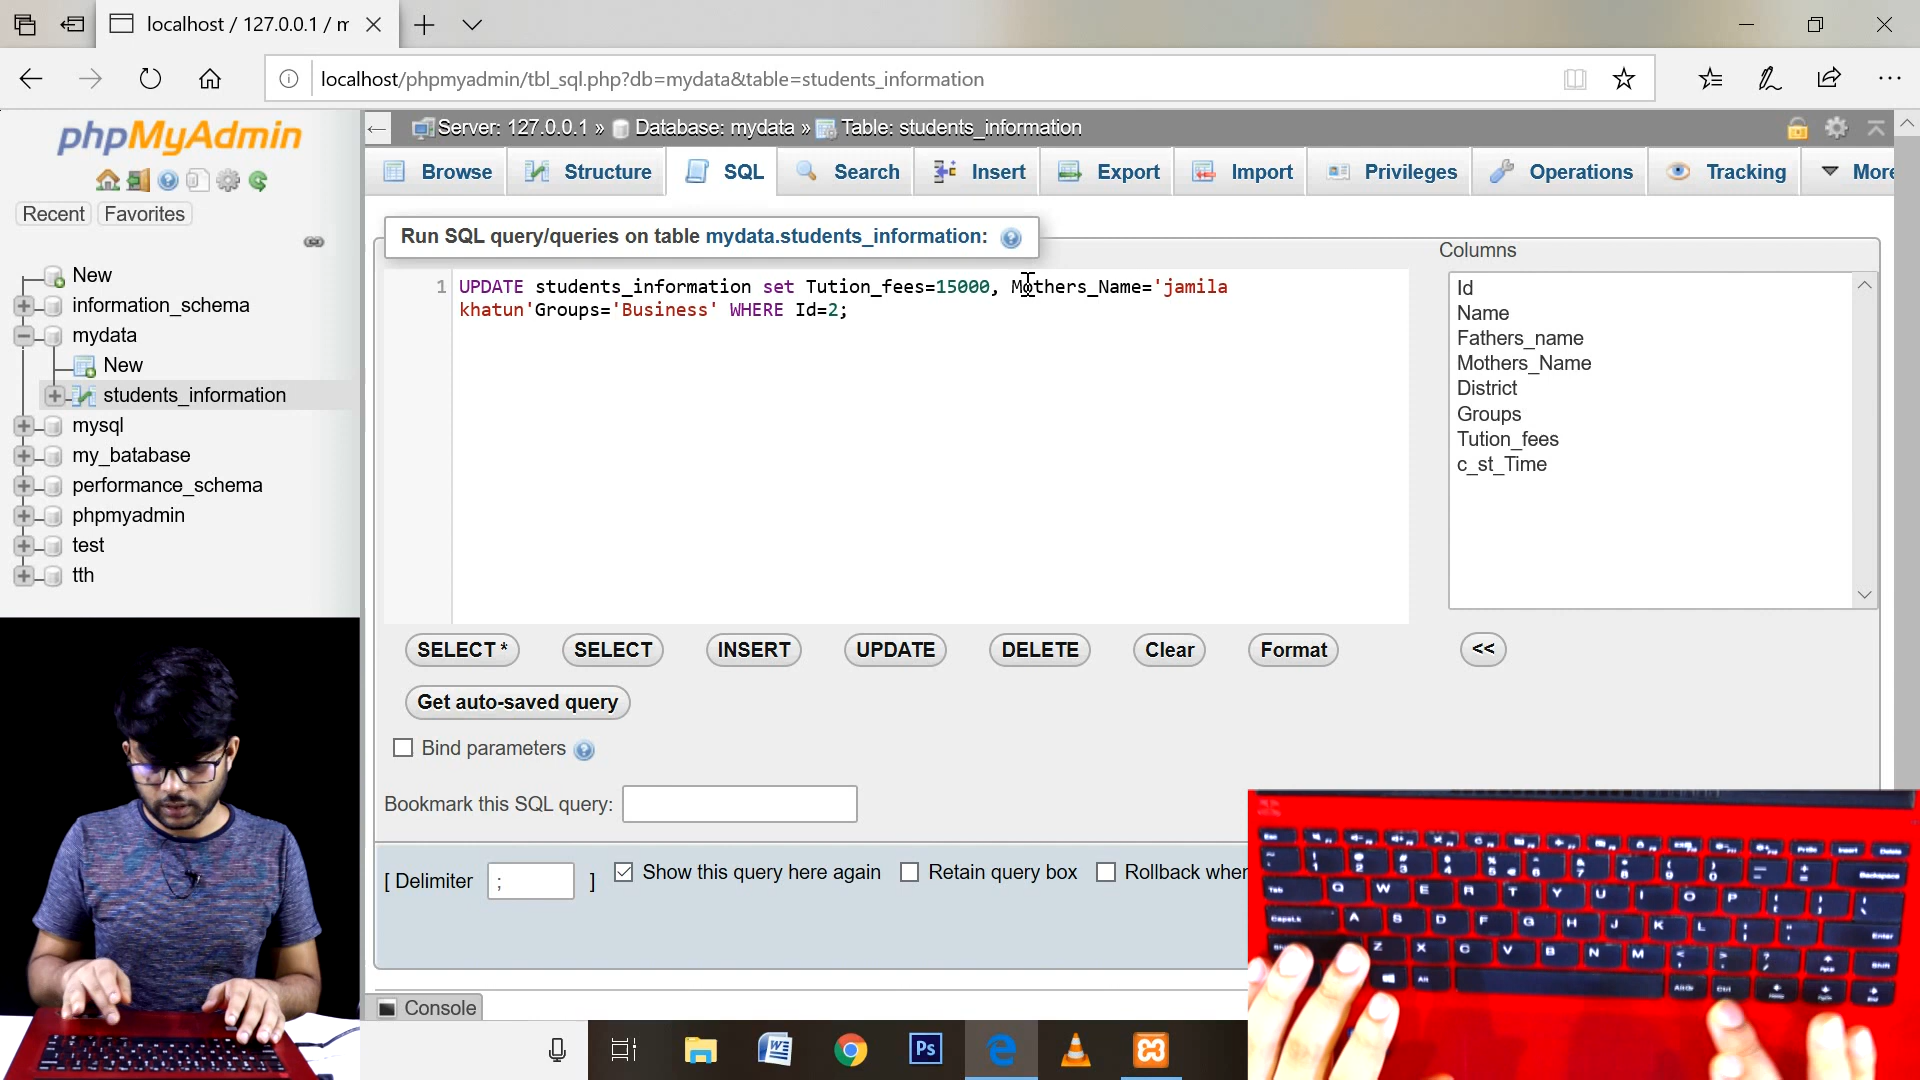 localhost / 127.0.0.1 / m
localhost/phpmyadmin/tbl_sql.php?db=mydata&table=students_information
phpMyAdmin
Recent Favorites
New
information_schema
mydata
New
students_information
mysql
my_batabase
performance_schema
phpmyadmin
test
tth
Server: 127.0.0.1 » Database: mydata » Table: students_information
Browse Structure SQL Search Insert Export Import Privileges Operations Tracking More
Run SQL query/queries on table mydata.students_information:
1 UPDATE students_information set Tution_fees=15000, Mothers_Name='jamila
khatun'Groups='Business' WHERE Id=2;
Columns
Id
Name
Fathers_name
Mothers_Name
District
Groups
Tution_fees
c_st_Time
SELECT * SELECT INSERT UPDATE DELETE Clear Format <<
Get auto-saved query
Bind parameters
Bookmark this SQL query:
[ Delimiter ; ] Show this query here again Retain query box Rollback wher
Console
Ps
Q W E R T Y U I O P
A S D F G H J K L
Z X C V B N M